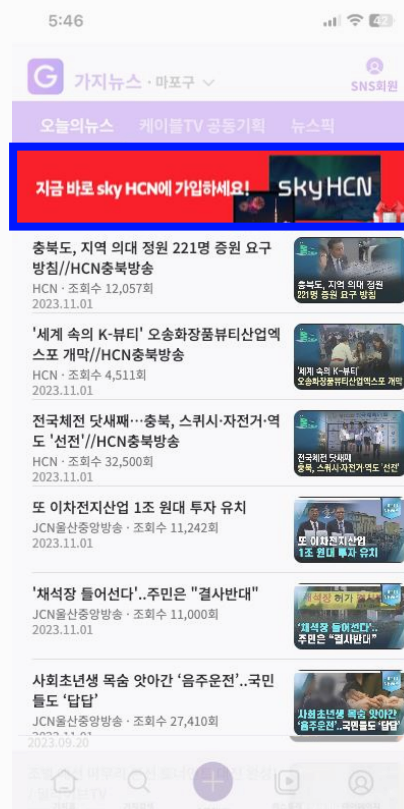 5:46
42
G 가지뉴스 · 마포구
SNS회원
오늘의뉴스 케이블TV 공동기획 뉴스픽
지금 바로 sky HCN에 가입하세요! skyHCN
충북도, 지역 의대 정원 221명 증원 요구
방침//HCN충북방송
HCN · 조회수 12,057회
2023.11.01
충북도, 지역 의대 정원
221명 증원 요구 방침
'세계 속의 K-뷰티' 오송화장품뷰티산업엑
스포 개막//HCN충북방송
HCN · 조회수 4,511회
2023.11.01
'세계 속의 K-뷰티'
오송화장품뷰티산업엑스포 개막
전국체전 닷새째…충북, 스쿼시·자전거·역
도 '선전'//HCN충북방송
HCN · 조회수 32,500회
2023.11.01
전국체전 닷새째
충북, 스쿼시·자전거·역도 '선전'
또 이차전지산업 1조 원대 투자 유치
JCN울산중앙방송 · 조회수 11,242회
2023.11.01
또 이차전지산업
1조 원대 투자 유치
'채석장 들어선다'..주민은 "결사반대"
JCN울산중앙방송 · 조회수 11,000회
2023.11.01
'채석장 들어선다'..
주민은 "결사반대"
사회초년생 목숨 앗아간 ‘음주운전’..국민
들도 ‘답답’
JCN울산중앙방송 · 조회수 27,410회
2023.11.01
사회초년생 목숨 앗아간
'음주운전'..국민들도 '답답'
2023.09.20